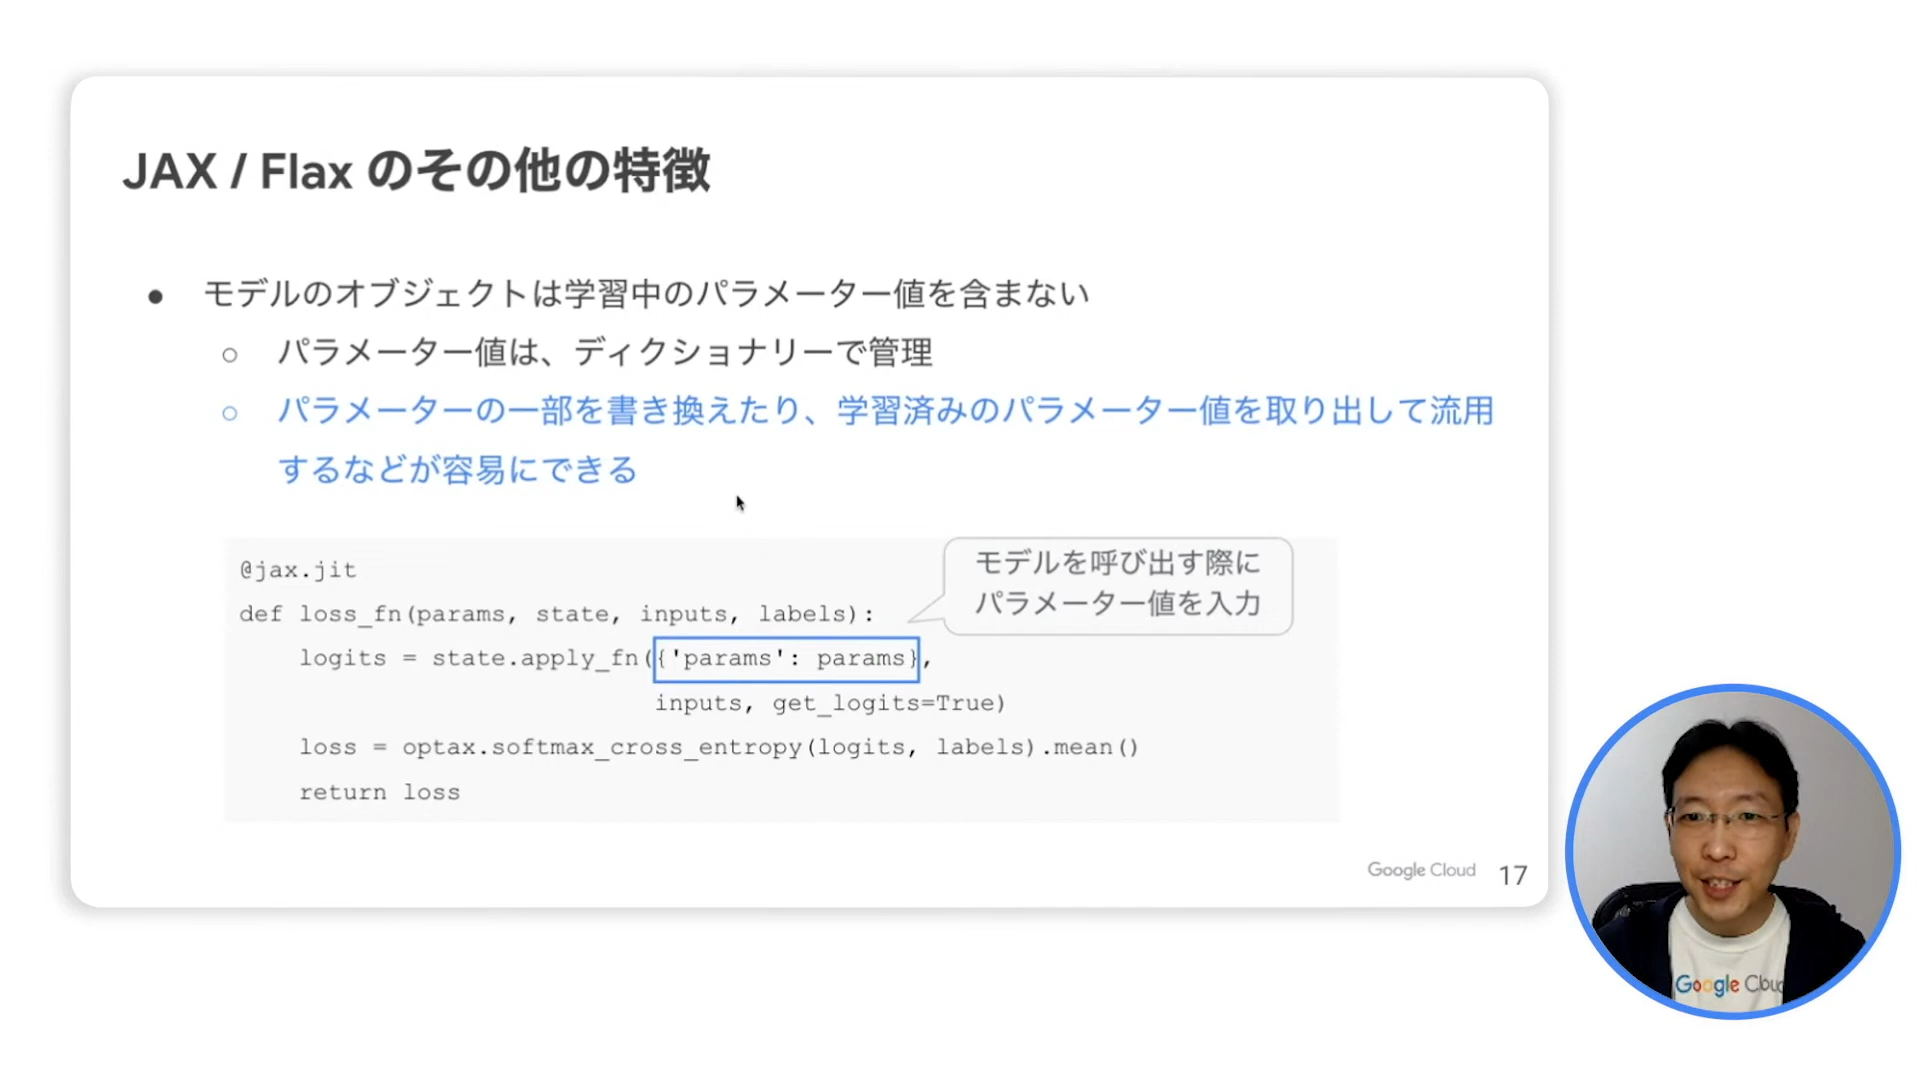 JAX / Flax のその他の特徴
● モデルのオブジェクトは学習中のパラメーター値を含まない
○ パラメーター値は、ディクショナリーで管理
○ パラメーターの一部を書き換えたり、学習済みのパラメーター値を取り出して流用
するなどが容易にできる
モデルを呼び出す際に
パラメーター値を入力
@jax.jit
def loss_fn(params, state, inputs, labels):
    logits = state.apply_fn({'params': params},
                            inputs, get_logits=True)
    loss = optax.softmax_cross_entropy(logits, labels).mean()
    return loss
Google Cloud 17
Google Cloud